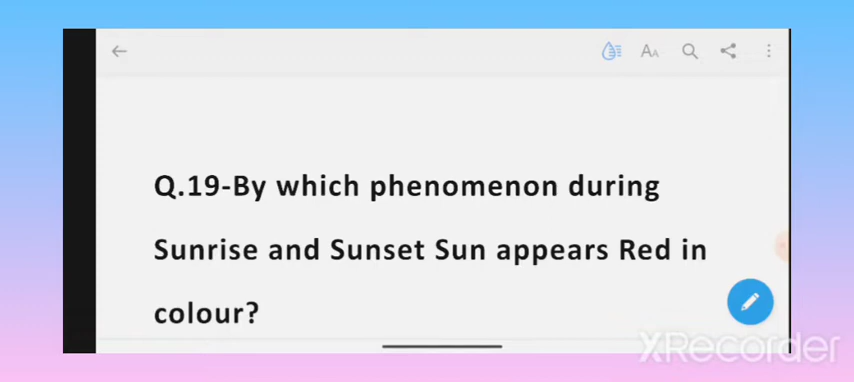 Q.19-By which phenomenon during
Sunrise and Sunset Sun appears Red in
colour?
XRecorder